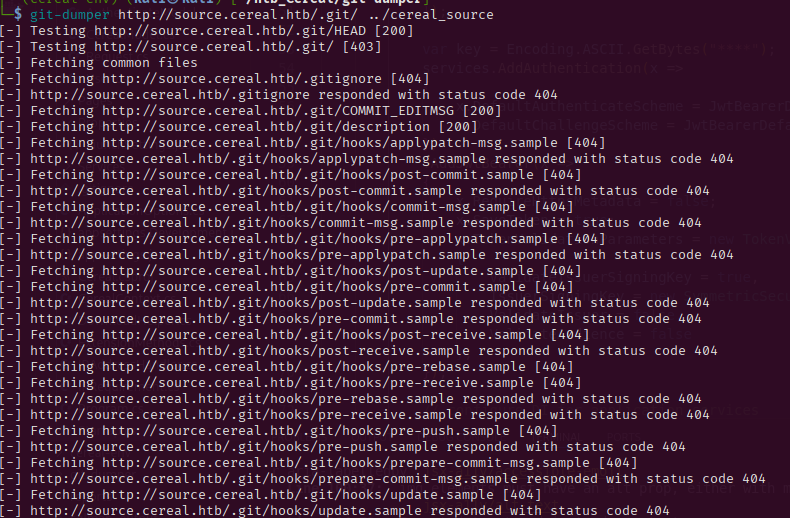 (cereal-env) (kali㉿kali) [~/htb_cereal/git-dumper]
$ git-dumper http://source.cereal.htb/.git/ ../cereal_source
[-] Testing http://source.cereal.htb/.git/HEAD [200]
[-] Testing http://source.cereal.htb/.git/ [403]
[-] Fetching common files
[-] Fetching http://source.cereal.htb/.gitignore [404]
[-] http://source.cereal.htb/.gitignore responded with status code 404
[-] Fetching http://source.cereal.htb/.git/COMMIT_EDITMSG [200]
[-] Fetching http://source.cereal.htb/.git/description [200]
[-] Fetching http://source.cereal.htb/.git/hooks/applypatch-msg.sample [404]
[-] http://source.cereal.htb/.git/hooks/applypatch-msg.sample responded with status code 404
[-] Fetching http://source.cereal.htb/.git/hooks/post-commit.sample [404]
[-] http://source.cereal.htb/.git/hooks/post-commit.sample responded with status code 404
[-] Fetching http://source.cereal.htb/.git/hooks/commit-msg.sample [404]
[-] http://source.cereal.htb/.git/hooks/commit-msg.sample responded with status code 404
[-] Fetching http://source.cereal.htb/.git/hooks/pre-applypatch.sample [404]
[-] http://source.cereal.htb/.git/hooks/pre-applypatch.sample responded with status code 404
[-] Fetching http://source.cereal.htb/.git/hooks/post-update.sample [404]
[-] Fetching http://source.cereal.htb/.git/hooks/pre-commit.sample [404]
[-] http://source.cereal.htb/.git/hooks/post-update.sample responded with status code 404
[-] http://source.cereal.htb/.git/hooks/pre-commit.sample responded with status code 404
[-] Fetching http://source.cereal.htb/.git/hooks/post-receive.sample [404]
[-] http://source.cereal.htb/.git/hooks/post-receive.sample responded with status code 404
[-] Fetching http://source.cereal.htb/.git/hooks/pre-rebase.sample [404]
[-] Fetching http://source.cereal.htb/.git/hooks/pre-receive.sample [404]
[-] http://source.cereal.htb/.git/hooks/pre-rebase.sample responded with status code 404
[-] http://source.cereal.htb/.git/hooks/pre-receive.sample responded with status code 404
[-] Fetching http://source.cereal.htb/.git/hooks/pre-push.sample [404]
[-] http://source.cereal.htb/.git/hooks/pre-push.sample responded with status code 404
[-] Fetching http://source.cereal.htb/.git/hooks/prepare-commit-msg.sample [404]
[-] http://source.cereal.htb/.git/hooks/prepare-commit-msg.sample responded with status code 404
[-] Fetching http://source.cereal.htb/.git/hooks/update.sample [404]
[-] http://source.cereal.htb/.git/hooks/update.sample responded with status code 404